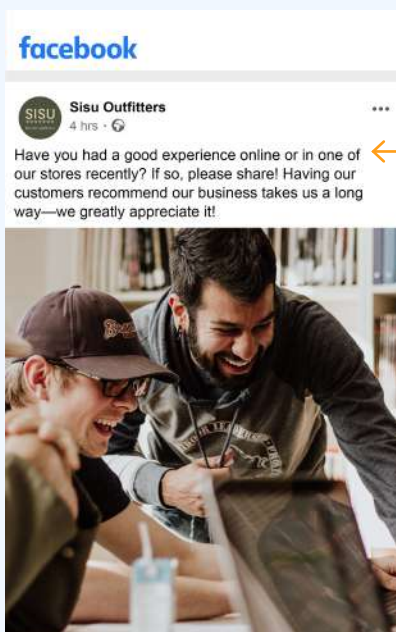 facebook
SISU
Sisu Outfitters
4 hrs
Have you had a good experience online or in one of
our stores recently? If so, please share! Having our
customers recommend our business takes us a long
way—we greatly appreciate it!